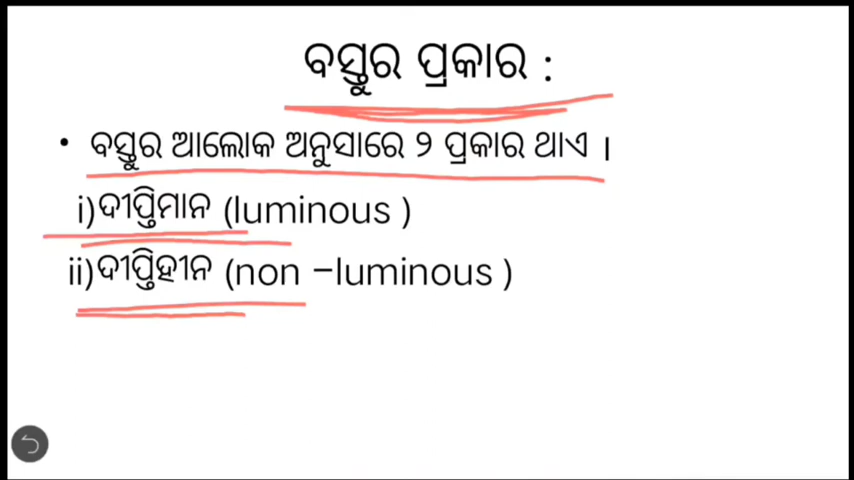 ବସ୍ତୁର ପ୍ରକାର :
• ବସ୍ତୁର ଆଲୋକ ଅନୁସାରେ ୨ ପ୍ରକାର ଥାଏ ।
i)ଦୀପ୍ତିମାନ (luminous )
ii)ଦୀପ୍ତିହୀନ (non –luminous )